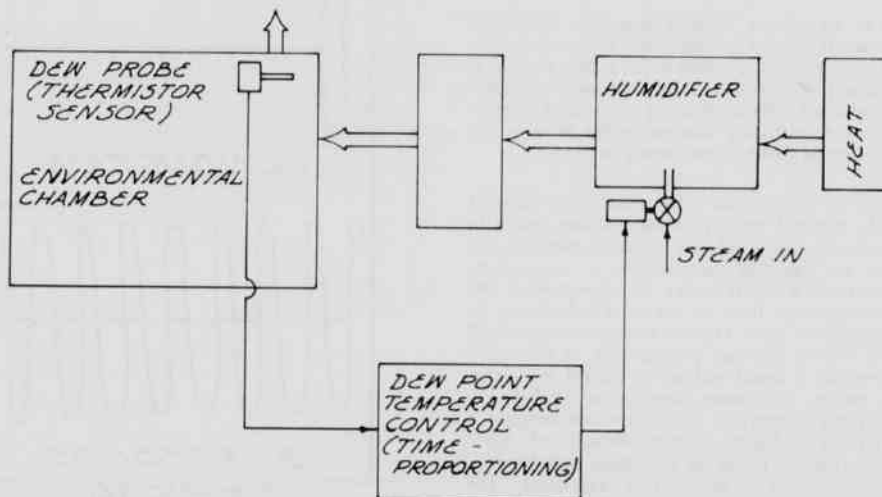 DEW PROBE
(THERMISTOR
SENSOR)
ENVIRONMENTAL
CHAMBER
HUMIDIFIER
HEAT
STEAM IN
DEW POINT
TEMPERATURE
CONTROL
(TIME -
PROPORTIONING)